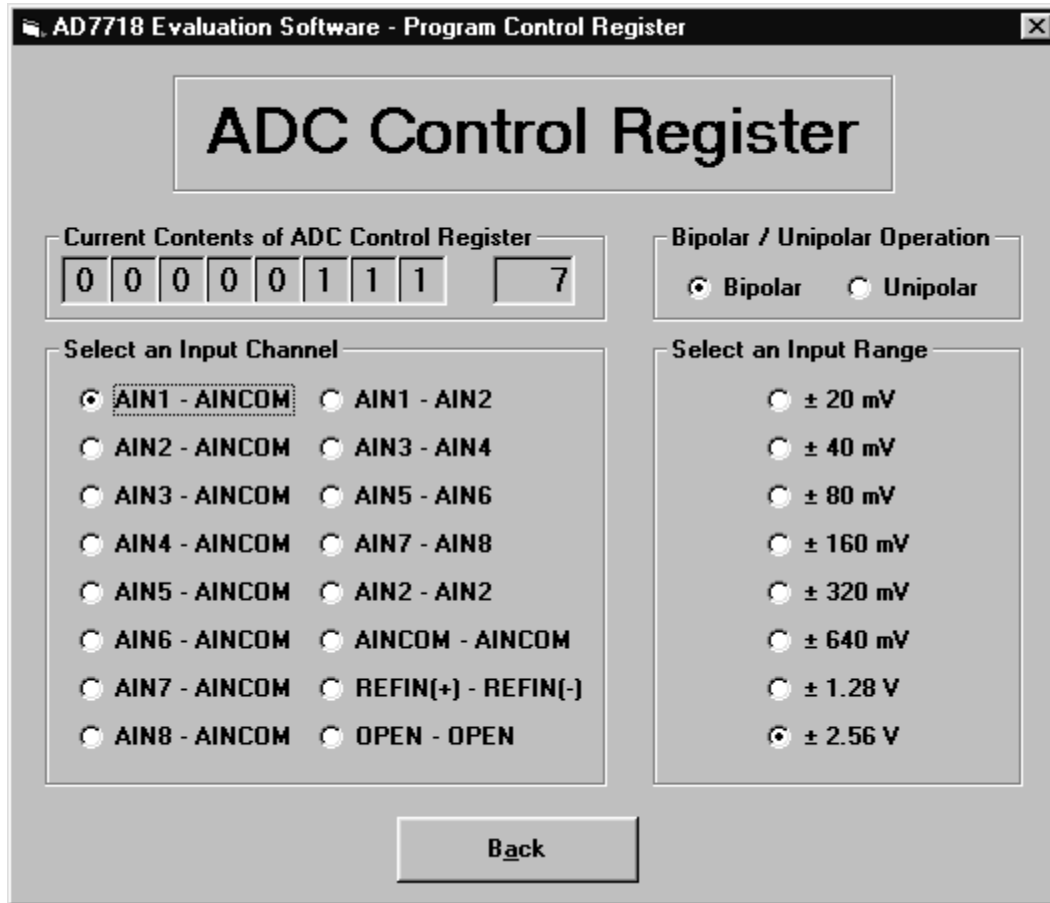 AD7718 Evaluation Software - Program Control Register
ADC Control Register
Current Contents of ADC Control Register
0 0 0 0 0 1 1 1 7
Bipolar / Unipolar Operation
Bipolar Unipolar
Select an Input Channel
AIN1 - AINCOM AIN1 - AIN2
AIN2 - AINCOM AIN3 - AIN4
AIN3 - AINCOM AIN5 - AIN6
AIN4 - AINCOM AIN7 - AIN8
AIN5 - AINCOM AIN2 - AIN2
AIN6 - AINCOM AINCOM - AINCOM
AIN7 - AINCOM REFIN(+) - REFIN(-)
AIN8 - AINCOM OPEN - OPEN
Select an Input Range
± 20 mV
± 40 mV
± 80 mV
± 160 mV
± 320 mV
± 640 mV
± 1.28 V
± 2.56 V
Back